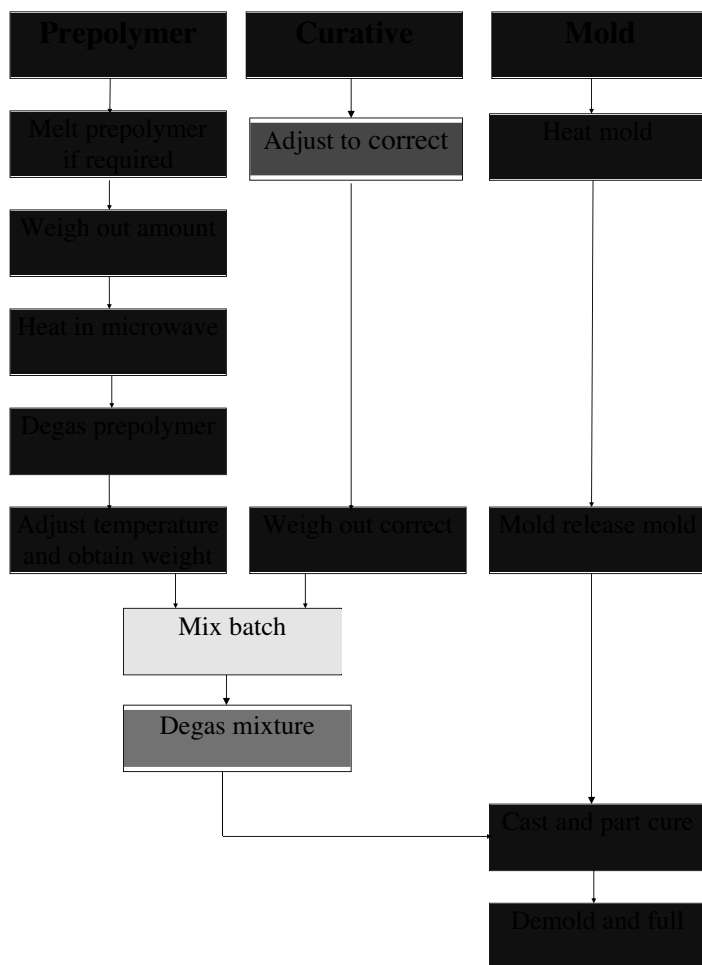 Prepolymer
Curative
Mold
Melt prepolymer
if required
Adjust to correct
Heat mold
Weigh out amount
Heat in microwave
Degas prepolymer
Adjust temperature
and obtain weight
Weigh out correct
Mold release mold
Mix batch
Degas mixture
Cast and part cure
Demold and full